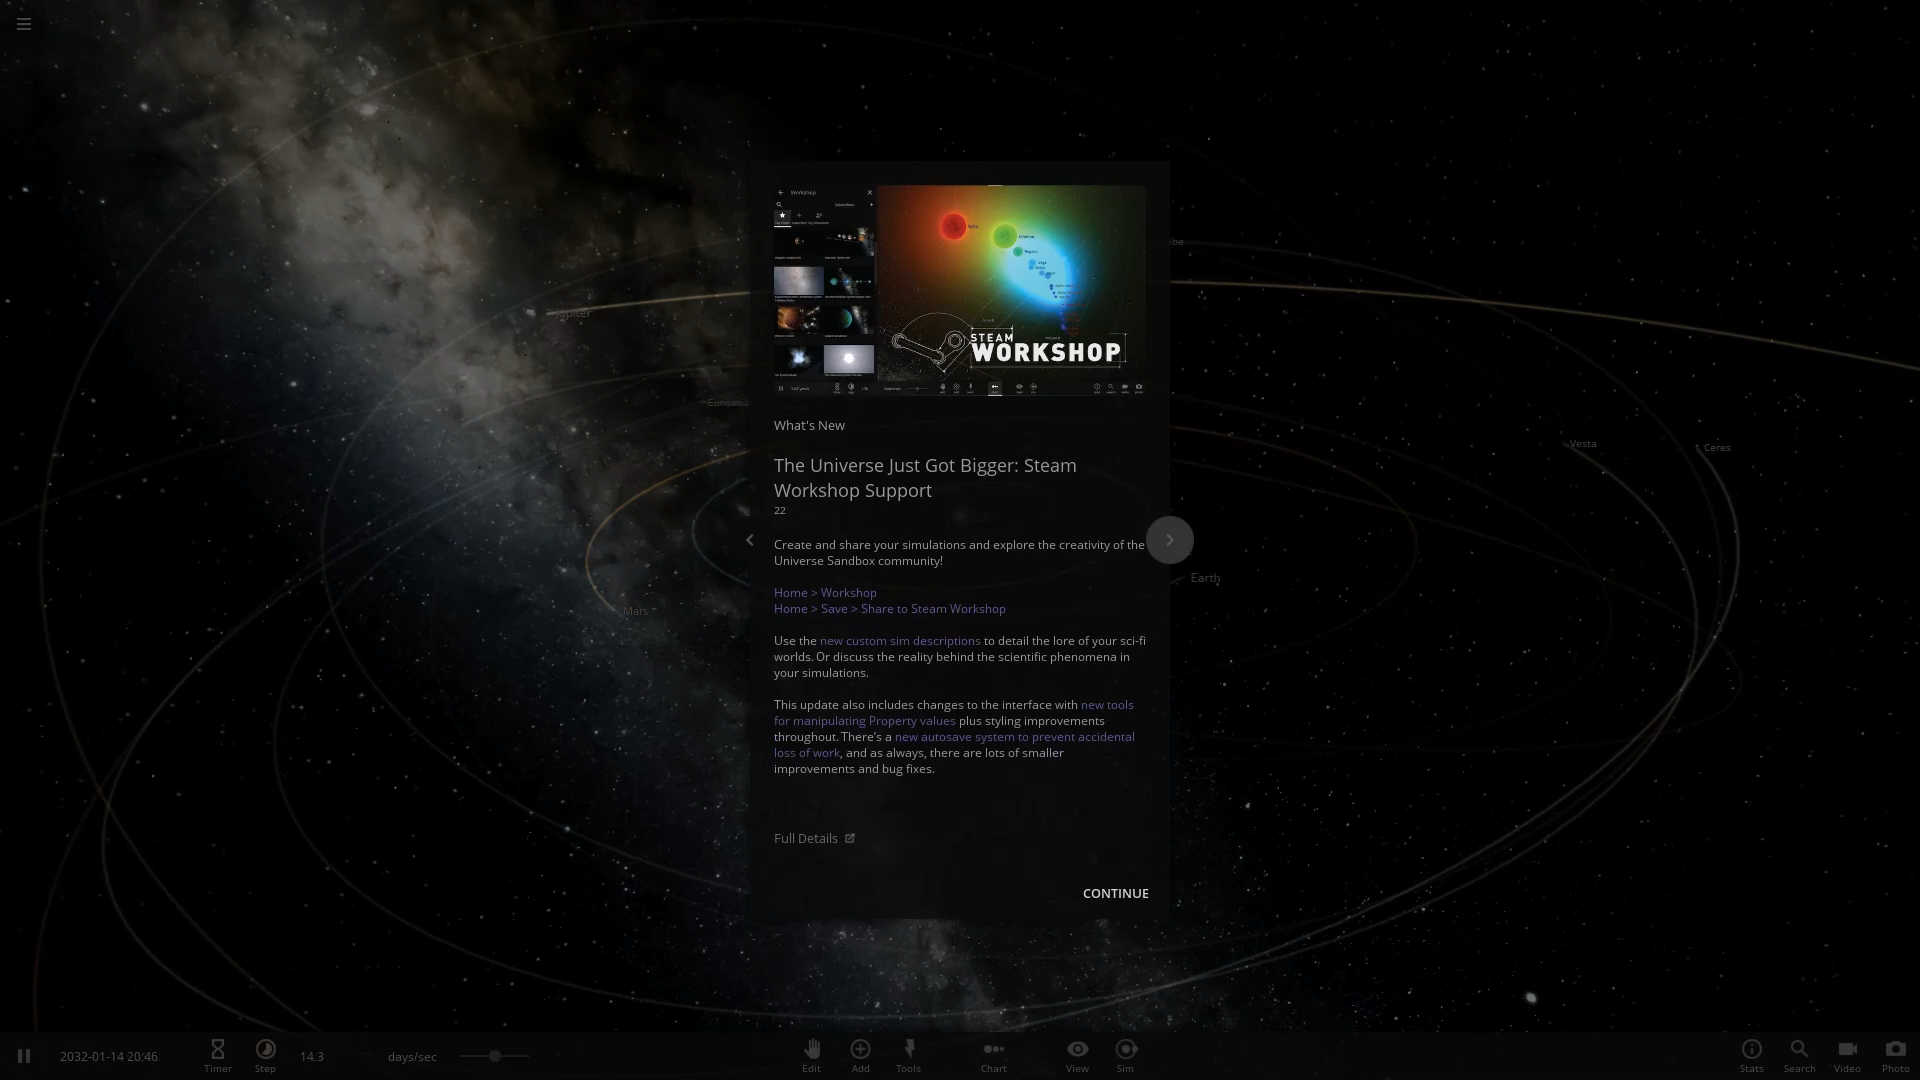 Workshop
STEAM
WORKSHOP
Jupiter
Vesta
Ceres
Earth
Mars
What's New
The Universe Just Got Bigger: Steam
Workshop Support
22
Create and share your simulations and explore the creativity of the
Universe Sandbox community!
Home > Workshop
Home > Save > Share to Steam Workshop
Use the new custom sim descriptions to detail the lore of your sci-fi
worlds. Or discuss the reality behind the scientific phenomena in
your simulations.
This update also includes changes to the interface with new tools
for manipulating Property values plus styling improvements
throughout. There’s a new autosave system to prevent accidental
loss of work, and as always, there are lots of smaller
improvements and bug fixes.
Full Details
CONTINUE
2032-01-14 20:46
Timer
Step
14.3
days/sec
Edit
Add
Tools
Chart
View
Sim
Stats
Search
Video
Photo